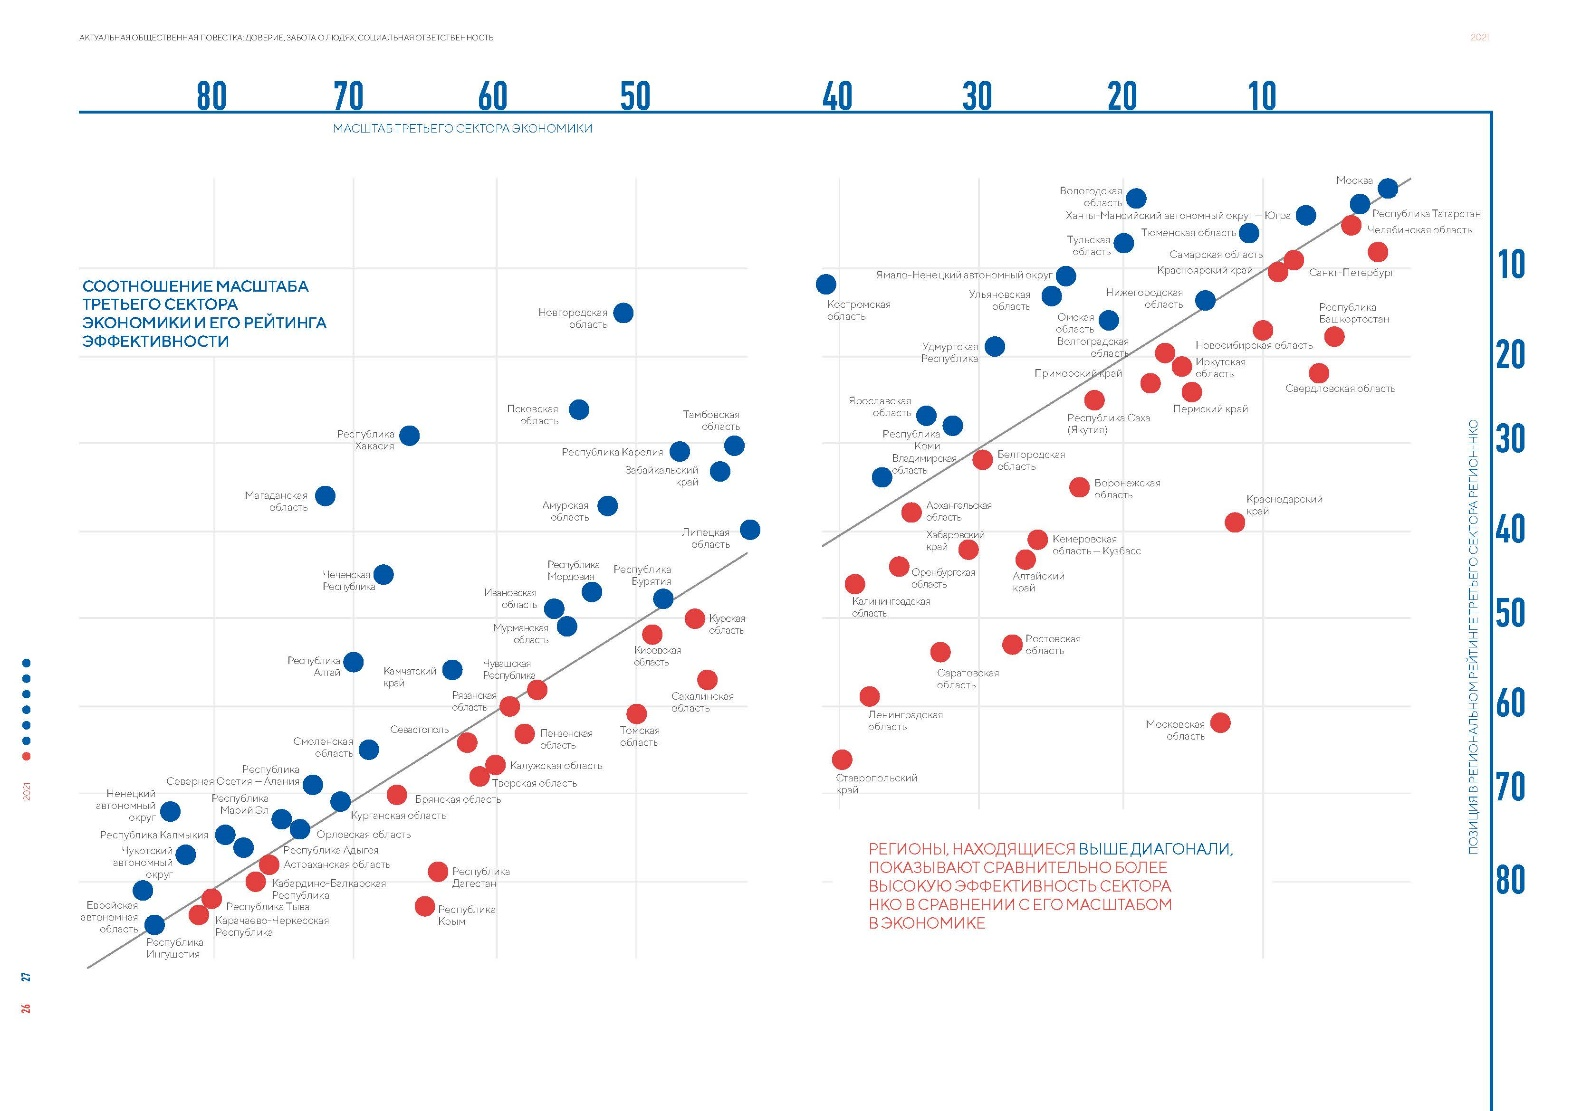 АКТУАЛЬНАЯ ОБЩЕСТВЕННАЯ ПОВЕСТКА: ДОВЕРИЕ, ЗАБОТА О ЛЮДЯХ, СОЦИАЛЬНАЯ ОТВЕТСТВЕННОСТЬ
2021
80 70 60 50 40 30 20 10
МАСШТАБ ТРЕТЬЕГО СЕКТОРА ЭКОНОМИКИ
СООТНОШЕНИЕ МАСШТАБА
ТРЕТЬЕГО СЕКТОРА
ЭКОНОМИКИ И ЕГО РЕЙТИНГА
ЭФФЕКТИВНОСТИ
Новгородская
область
Псковская
область
Тамбовская
область
Республика
Хакасия
Республика Карелия
Забайкальский
край
Магаданская
область
Амурская
область
Липецкая
область
Чеченская
Республика
Республика
Мордовия
Республика
Бурятия
Ивановская
область
Мурманская
область
Курская
область
Кировская
область
Республика
Алтай
Камчатский
край
Чувашская
Республика
Рязанская
область
Сахалинская
область
Севастополь
Пензенская
область
Томская
область
Смоленская
область
Калужская область
Тверская область
Республика
Северная Осетия — Алания
Ненецкий
автономный
округ
Республика
Марий Эл
Брянская область
Курганская область
Республика Калмыкия
Орловская область
Чукотский
автономный
округ
Республика Адыгея
Астраханская область
Кабардино-Балкарская
Республика
Республика
Дагестан
Еврейская
автономная
область
Республика Тыва
Карачаево-Черкесская
Республика
Республика
Крым
Республика
Ингушетия
Москва
Вологодская
область
Ханты-Мансийский автономный округ — Югра
Республика Татарстан
Челябинская область
Тульская
область
Тюменская область
Самарская область
Красноярский край
Санкт-Петербург
Ямало-Ненецкий автономный округ
Костромская
область
Ульяновская
область
Нижегородская
область
Республика
Башкортостан
Омская
область
Волгоградская
область
Новосибирская область
Удмуртская
Республика
Иркутская
область
Приморский край
Свердловская область
Пермский край
Ярославская
область
Республика Саха
(Якутия)
Республика
Коми
Владимирская
область
Белгородская
область
Воронежская
область
Краснодарский
край
Архангельская
область
Хабаровский
край
Кемеровская
область — Кузбасс
Оренбургская
область
Алтайский
край
Калининградская
область
Ростовская
область
Саратовская
область
Ленинградская
область
Московская
область
Ставропольский
край
РЕГИОНЫ, НАХОДЯЩИЕСЯ ВЫШЕ ДИАГОНАЛИ,
ПОКАЗЫВАЮТ СРАВНИТЕЛЬНО БОЛЕЕ
ВЫСОКУЮ ЭФФЕКТИВНОСТЬ СЕКТОРА
НКО В СРАВНЕНИИ С ЕГО МАСШТАБОМ
В ЭКОНОМИКЕ
10
20
30
40
50
60
70
80
ПОЗИЦИЯ В РЕГИОНАЛЬНОМ РЕЙТИНГЕ ТРЕТЬЕГО СЕКТОРА РЕГИОН-НКО
2021
26 27